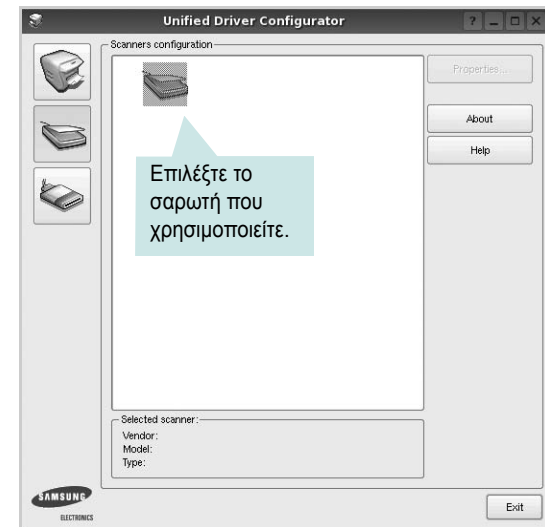 Unified Driver Configurator
Scanners configuration
Properties...
About
Help
Επιλέξτε το
σαρωτή που
χρησιμοποιείτε.
Selected scanner:
Vendor:
Model:
Type:
SAMSUNG
ELECTRONICS
Exit